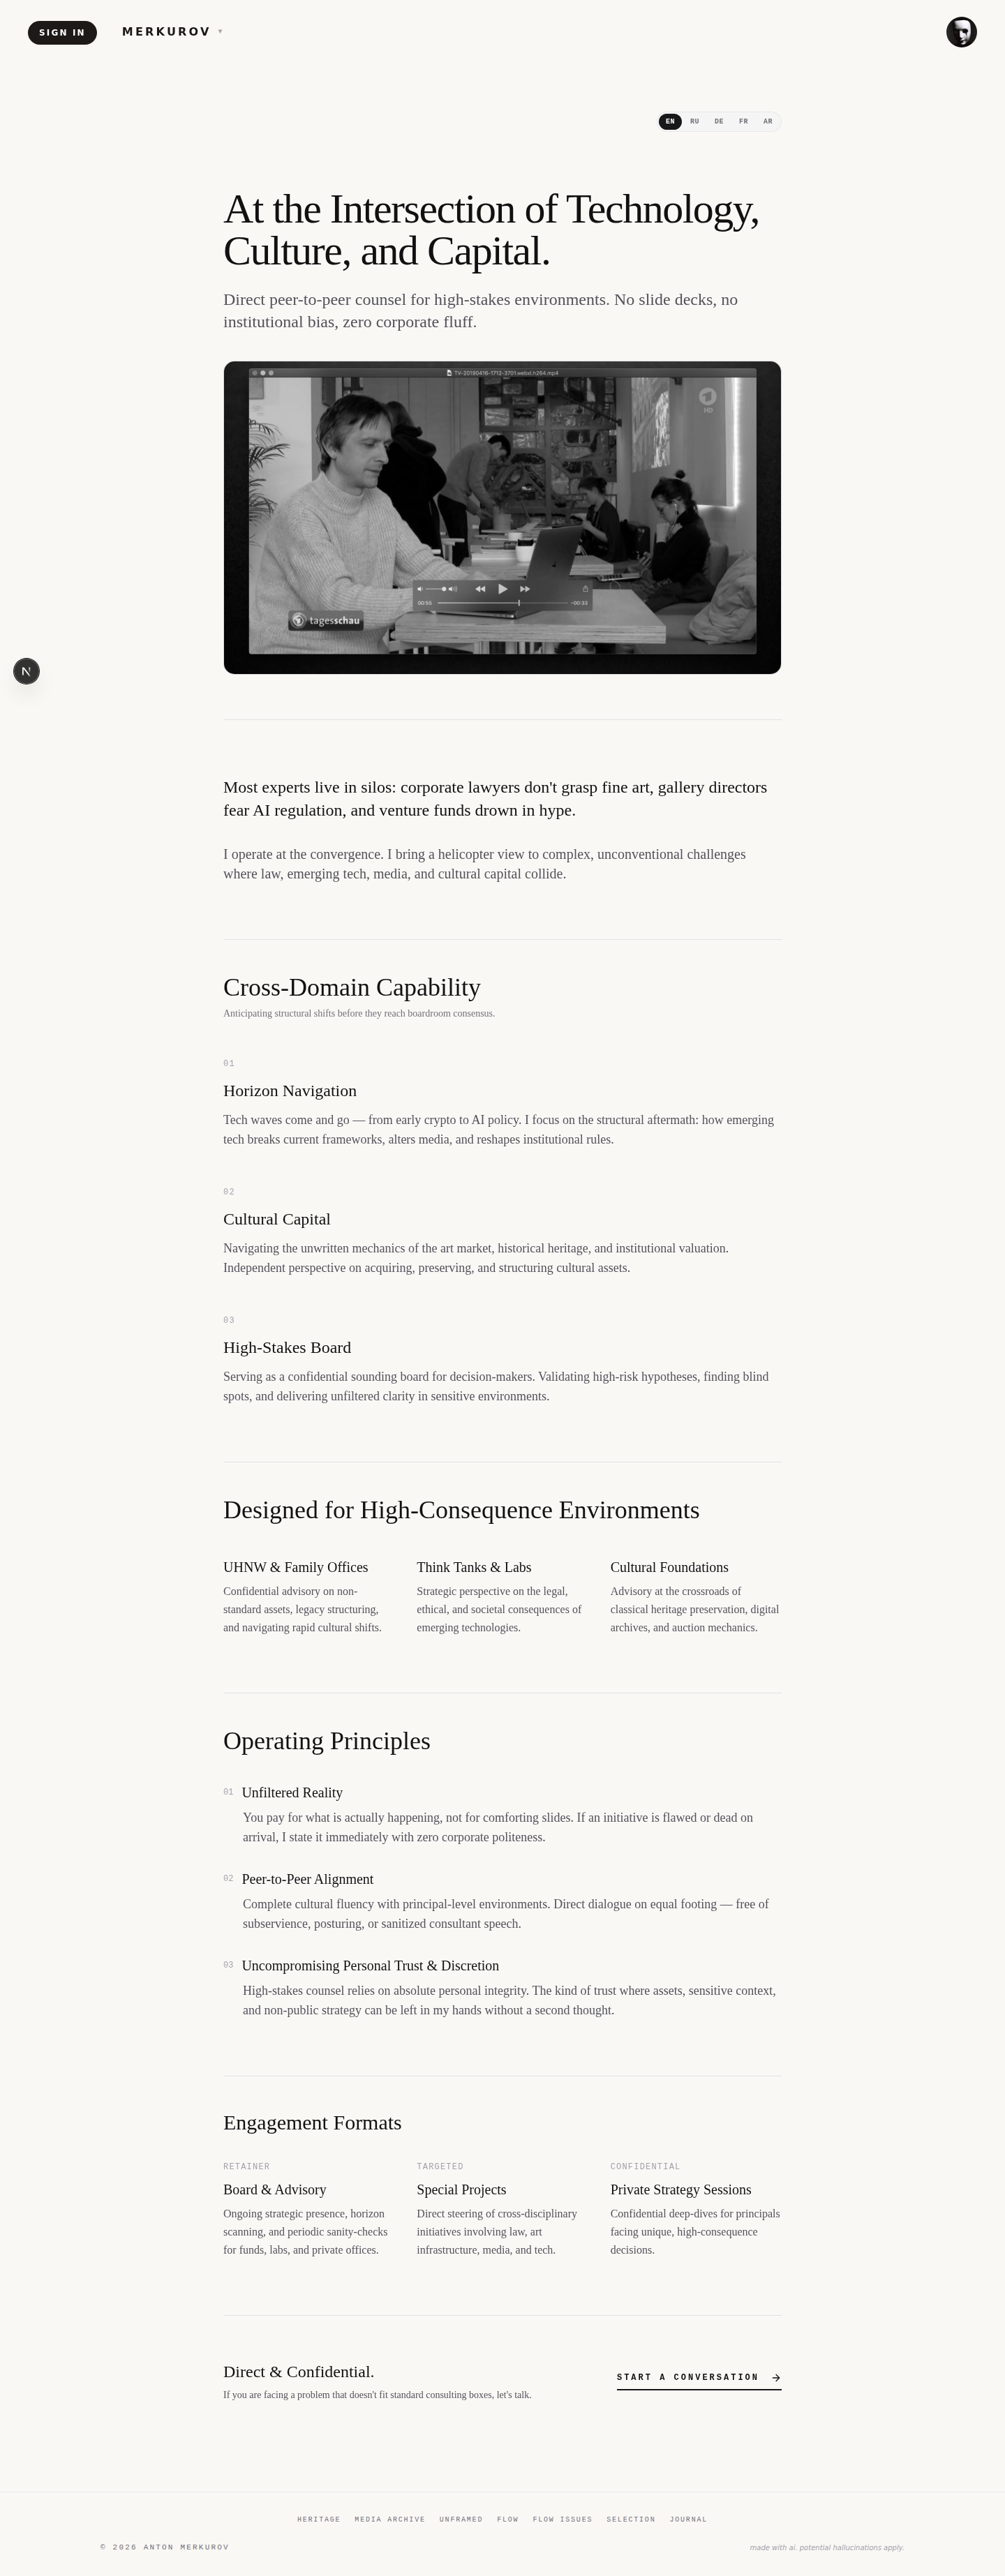 SIGN IN
MERKUROV ▾
EN RU DE FR AR
At the Intersection of Technology,
Culture, and Capital.
Direct peer-to-peer counsel for high-stakes environments. No slide decks, no
institutional bias, zero corporate fluff.
TV-20190416-1712-3701.webxl.h264.mp4
1
HD
00:55
-00:33
tagesschau
N
Most experts live in silos: corporate lawyers don't grasp fine art, gallery directors
fear AI regulation, and venture funds drown in hype.
I operate at the convergence. I bring a helicopter view to complex, unconventional challenges
where law, emerging tech, media, and cultural capital collide.
Cross-Domain Capability
Anticipating structural shifts before they reach boardroom consensus.
01
Horizon Navigation
Tech waves come and go — from early crypto to AI policy. I focus on the structural aftermath: how emerging
tech breaks current frameworks, alters media, and reshapes institutional rules.
02
Cultural Capital
Navigating the unwritten mechanics of the art market, historical heritage, and institutional valuation.
Independent perspective on acquiring, preserving, and structuring cultural assets.
03
High-Stakes Board
Serving as a confidential sounding board for decision-makers. Validating high-risk hypotheses, finding blind
spots, and delivering unfiltered clarity in sensitive environments.
Designed for High-Consequence Environments
UHNW & Family Offices
Confidential advisory on non-
standard assets, legacy structuring,
and navigating rapid cultural shifts.
Think Tanks & Labs
Strategic perspective on the legal,
ethical, and societal consequences of
emerging technologies.
Cultural Foundations
Advisory at the crossroads of
classical heritage preservation, digital
archives, and auction mechanics.
Operating Principles
01 Unfiltered Reality
You pay for what is actually happening, not for comforting slides. If an initiative is flawed or dead on
arrival, I state it immediately with zero corporate politeness.
02 Peer-to-Peer Alignment
Complete cultural fluency with principal-level environments. Direct dialogue on equal footing — free of
subservience, posturing, or sanitized consultant speech.
03 Uncompromising Personal Trust & Discretion
High-stakes counsel relies on absolute personal integrity. The kind of trust where assets, sensitive context,
and non-public strategy can be left in my hands without a second thought.
Engagement Formats
RETAINER
Board & Advisory
Ongoing strategic presence, horizon
scanning, and periodic sanity-checks
for funds, labs, and private offices.
TARGETED
Special Projects
Direct steering of cross-disciplinary
initiatives involving law, art
infrastructure, media, and tech.
CONFIDENTIAL
Private Strategy Sessions
Confidential deep-dives for principals
facing unique, high-consequence
decisions.
Direct & Confidential.
If you are facing a problem that doesn't fit standard consulting boxes, let's talk.
START A CONVERSATION →
HERITAGE MEDIA ARCHIVE UNFRAMED FLOW FLOW ISSUES SELECTION JOURNAL
© 2026 ANTON MERKUROV
made with ai. potential hallucinations apply.